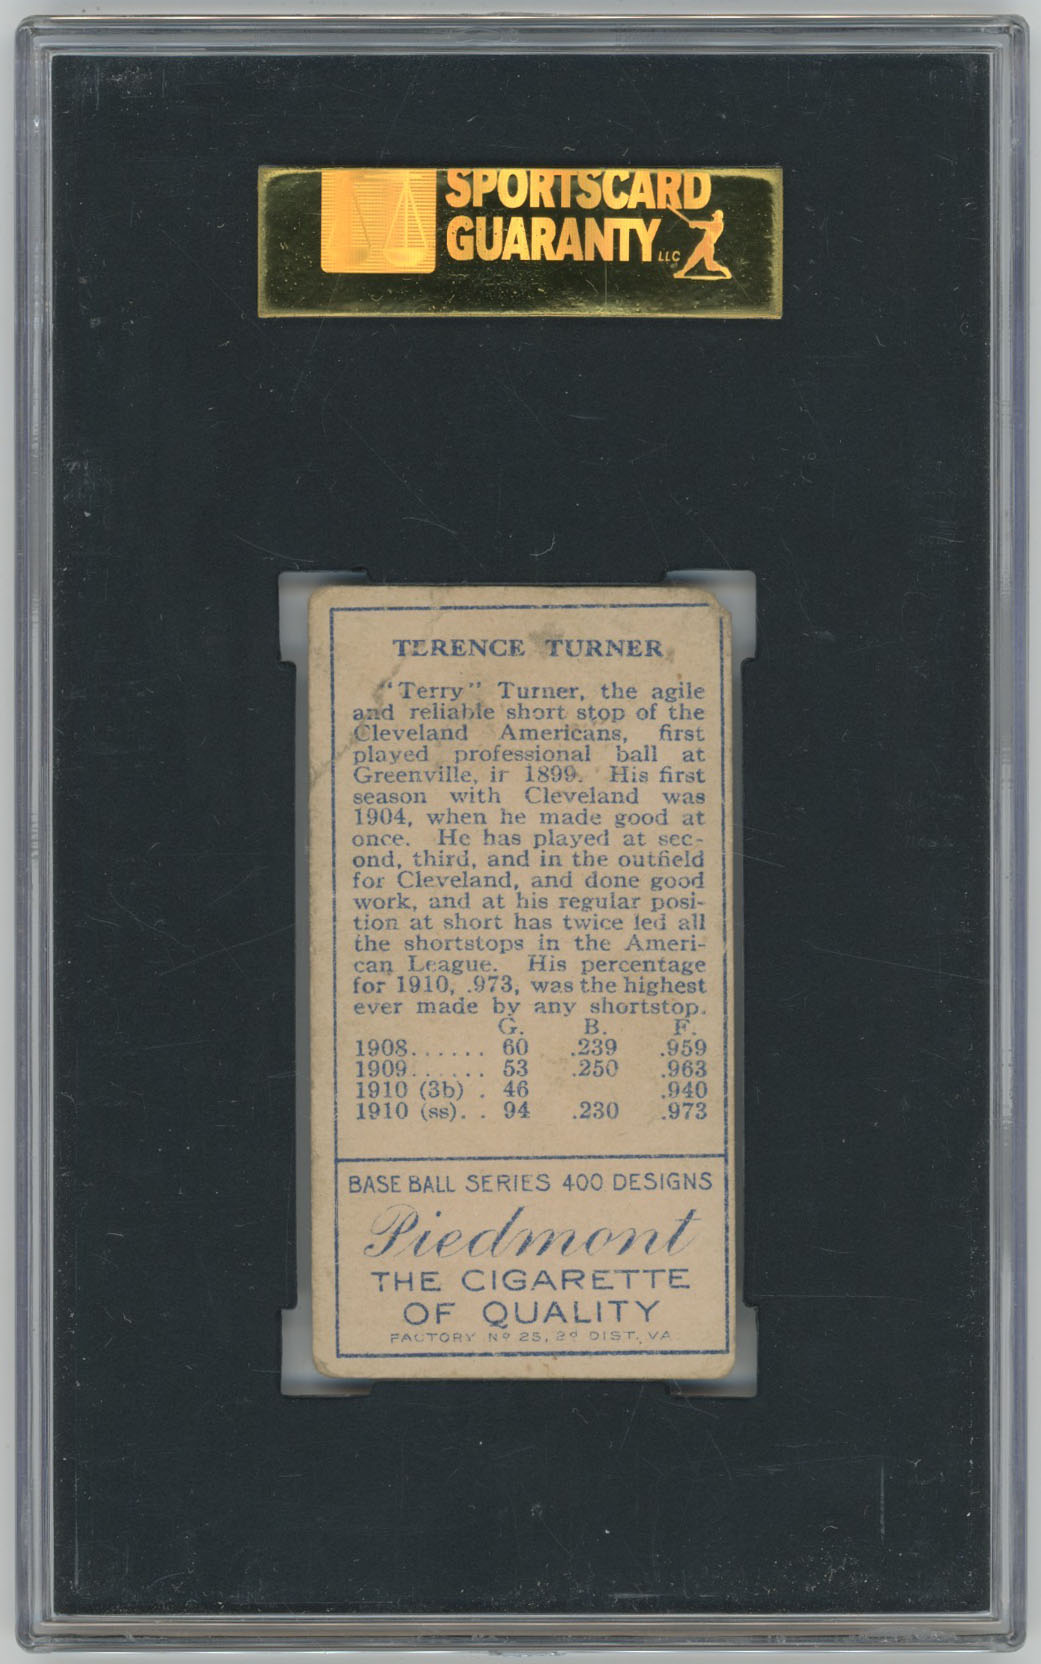 SPORTSCARD
GUARANTY LLC
TERENCE TURNER
"Terry" Turner, the agile
and reliable short stop of the
Cleveland Americans, first
played professional ball at
Greenville, in 1899. His first
season with Cleveland was
1904, when he made good at
once. He has played at sec-
ond, third, and in the outfield
for Cleveland, and done good
work, and at his regular posi-
tion at short has twice led all
the shortstops in the Ameri-
can League. His percentage
for 1910, .973, was the highest
ever made by any shortstop.
G. B. F.
1908...... 60 .239 .959
1909...... 53 .250 .963
1910 (3b) . 46 .940
1910 (ss). . 94 .230 .973
BASE BALL SERIES 400 DESIGNS
Piedmont
THE CIGARETTE
OF QUALITY
FACTORY No 25, 2d DIST. VA